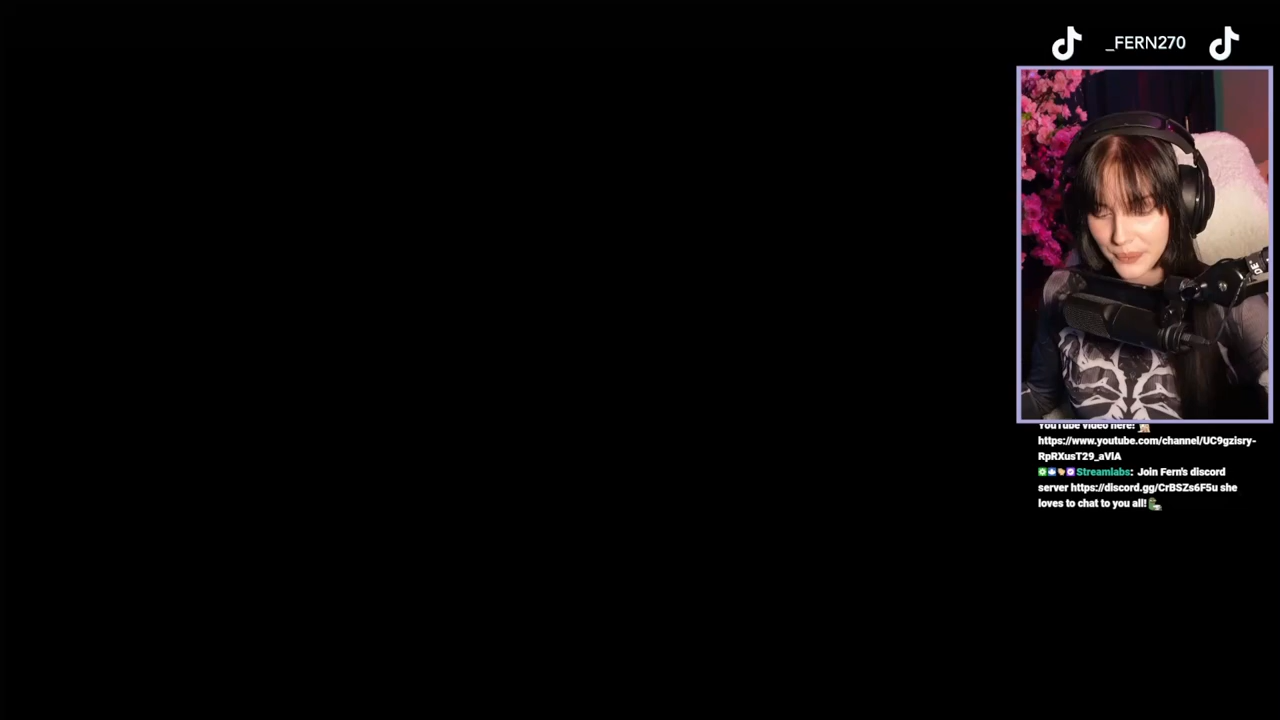 _FERN270
YouTube video here!
https://www.youtube.com/channel/UC9gzisry-
RpRXusT29_aVlA
Streamlabs: Join Fern's discord
server https://discord.gg/CrBSZs6F5u she
loves to chat to you all!